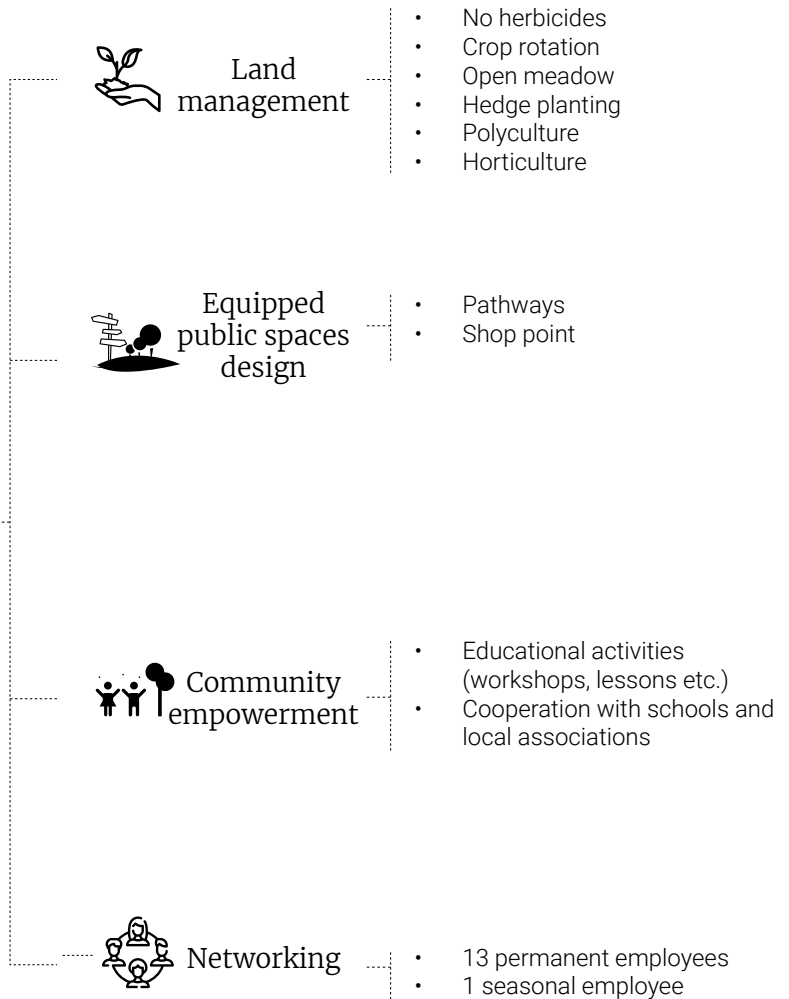 Land
management
• No herbicides
• Crop rotation
• Open meadow
• Hedge planting
• Polyculture
• Horticulture
Equipped
public spaces
design
• Pathways
• Shop point
Community
empowerment
• Educational activities
(workshops, lessons etc.)
• Cooperation with schools and
local associations
Networking
• 13 permanent employees
• 1 seasonal employee